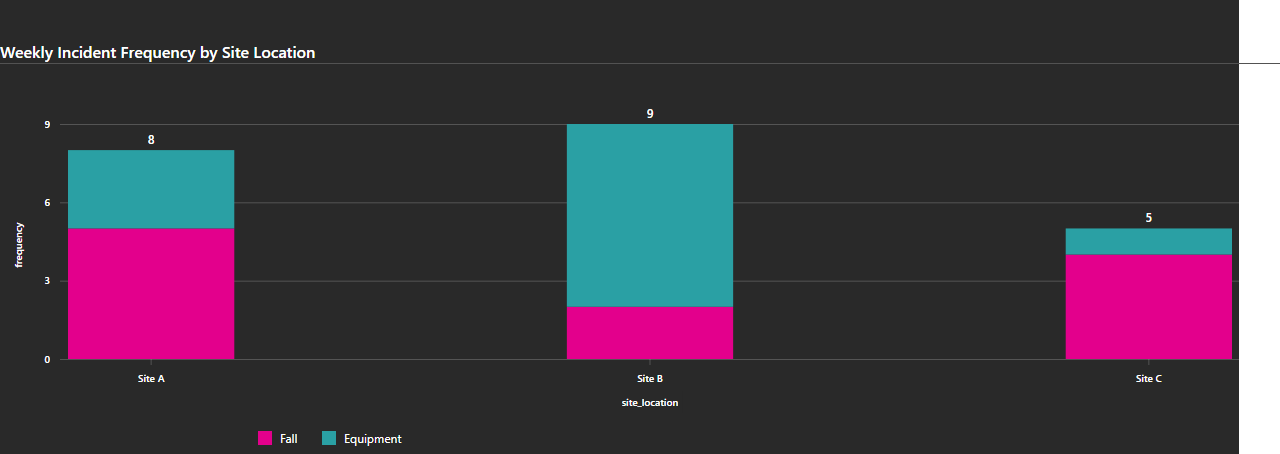 Weekly Incident Frequency by Site Location
9
8
9
6
5
3
0
frequency
Site A
Site B
Site C
site_location
Fall
Equipment